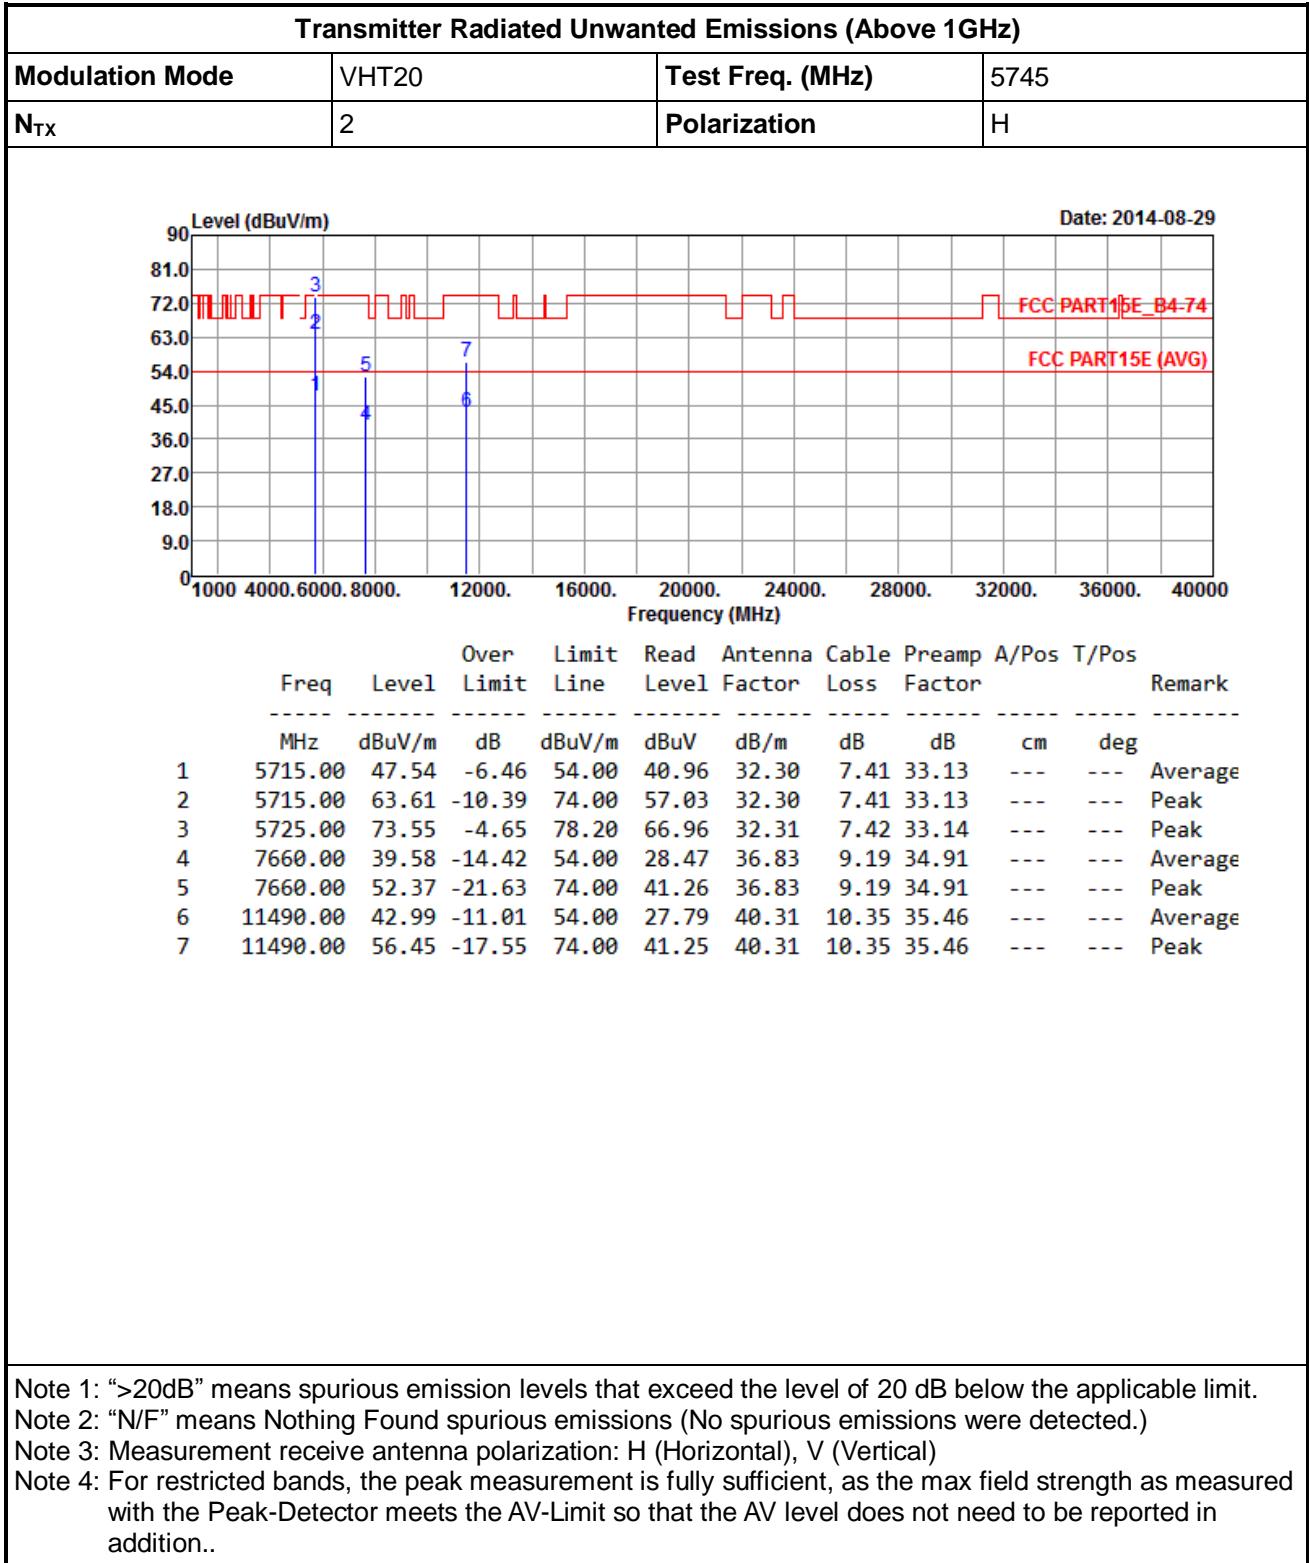 Transmitter Radiated Unwanted Emissions (Above 1GHz)
Modulation Mode VHT20 Test Freq. (MHz) 5745
NTX 2 Polarization H
Level (dBuV/m) Date: 2014-08-29
90
81.0
72.0
63.0
54.0
45.0
36.0
27.0
18.0
9.0
0
3
2
1
5
4
7
6
FCC PART15E_B4-74
FCC PART15E (AVG)
1000 4000. 6000. 8000. 12000. 16000. 20000. 24000. 28000. 32000. 36000. 40000
Frequency (MHz)
Over Limit Read Antenna Cable Preamp A/Pos T/Pos
Freq Level Limit Line Level Factor Loss Factor Remark
----- ------- ------ ------ ------- ------ ----- ------ ----- ----- -------
MHz dBuV/m dB dBuV/m dBuV dB/m dB dB cm deg
1 5715.00 47.54 -6.46 54.00 40.96 32.30 7.41 33.13 --- --- Average
2 5715.00 63.61 -10.39 74.00 57.03 32.30 7.41 33.13 --- --- Peak
3 5725.00 73.55 -4.65 78.20 66.96 32.31 7.42 33.14 --- --- Peak
4 7660.00 39.58 -14.42 54.00 28.47 36.83 9.19 34.91 --- --- Average
5 7660.00 52.37 -21.63 74.00 41.26 36.83 9.19 34.91 --- --- Peak
6 11490.00 42.99 -11.01 54.00 27.79 40.31 10.35 35.46 --- --- Average
7 11490.00 56.45 -17.55 74.00 41.25 40.31 10.35 35.46 --- --- Peak
Note 1: “>20dB” means spurious emission levels that exceed the level of 20 dB below the applicable limit.
Note 2: “N/F” means Nothing Found spurious emissions (No spurious emissions were detected.)
Note 3: Measurement receive antenna polarization: H (Horizontal), V (Vertical)
Note 4: For restricted bands, the peak measurement is fully sufficient, as the max field strength as measured
with the Peak-Detector meets the AV-Limit so that the AV level does not need to be reported in
addition..